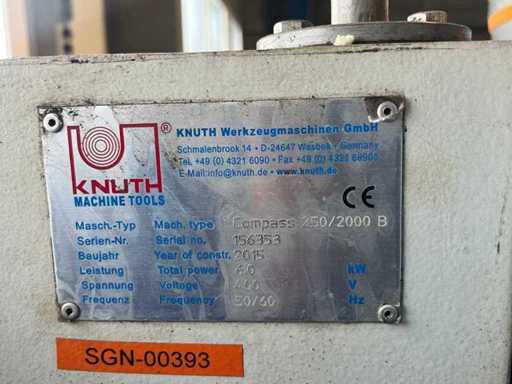 KNUTH
MACHINE TOOLS
®
KNUTH Werkzeugmaschinen GmbH
Schmalenbrook 14 • D-24647 Wasbek • Germany
Tel. +49 (0) 4321 6090 • Fax +49 (0) 4321 68900
E-Mail:info@knuth.de • www.knuth.de
CE
Masch.-Typ Mach. type Compass 250/2000 B
Serien-Nr. Serial no. 156353
Baujahr Year of constr. 2015
Leistung Total power 60 kW
Spannung Voltage 400 V
Frequenz Frequency 50/60 Hz
SGN-00393